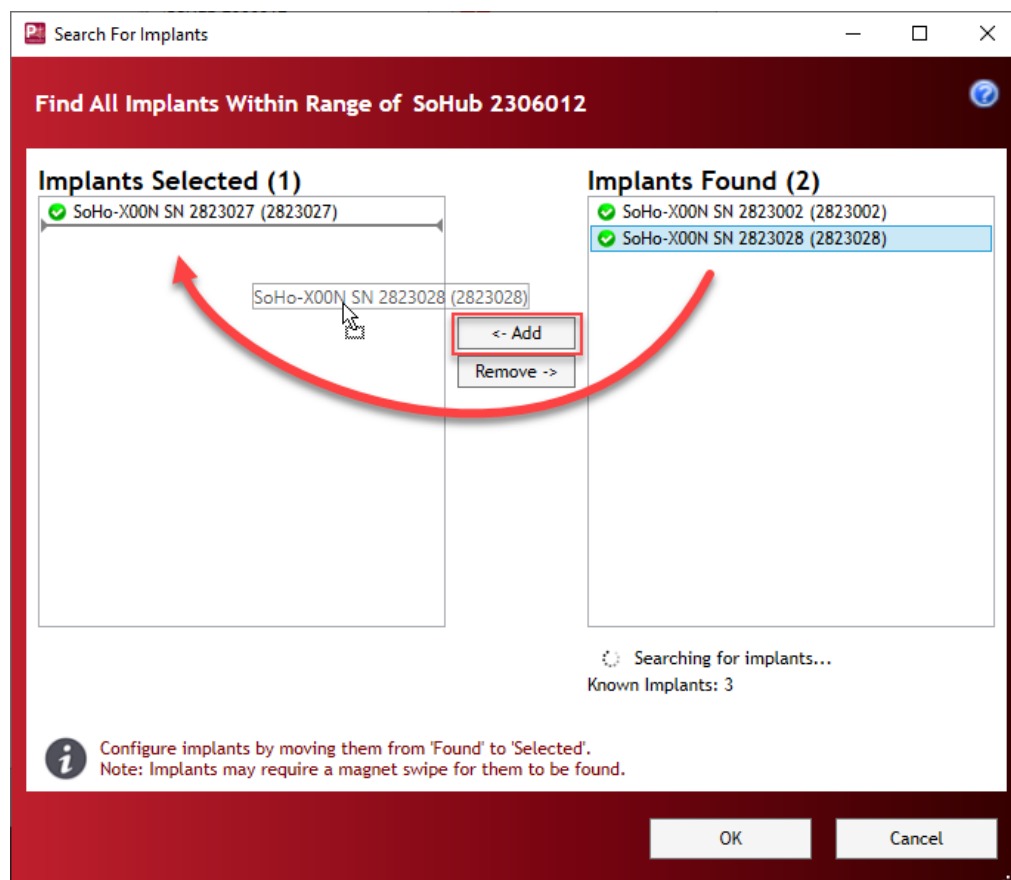 Search For Implants
Find All Implants Within Range of SoHub 2306012
Implants Selected (1)
SoHo-X00N SN 2823027 (2823027)
SoHo-X00N SN 2823028 (2823028)
<- Add
Remove ->
Implants Found (2)
SoHo-X00N SN 2823002 (2823002)
SoHo-X00N SN 2823028 (2823028)
Searching for implants...
Known Implants: 3
Configure implants by moving them from 'Found' to 'Selected'.
Note: Implants may require a magnet swipe for them to be found.
OK
Cancel